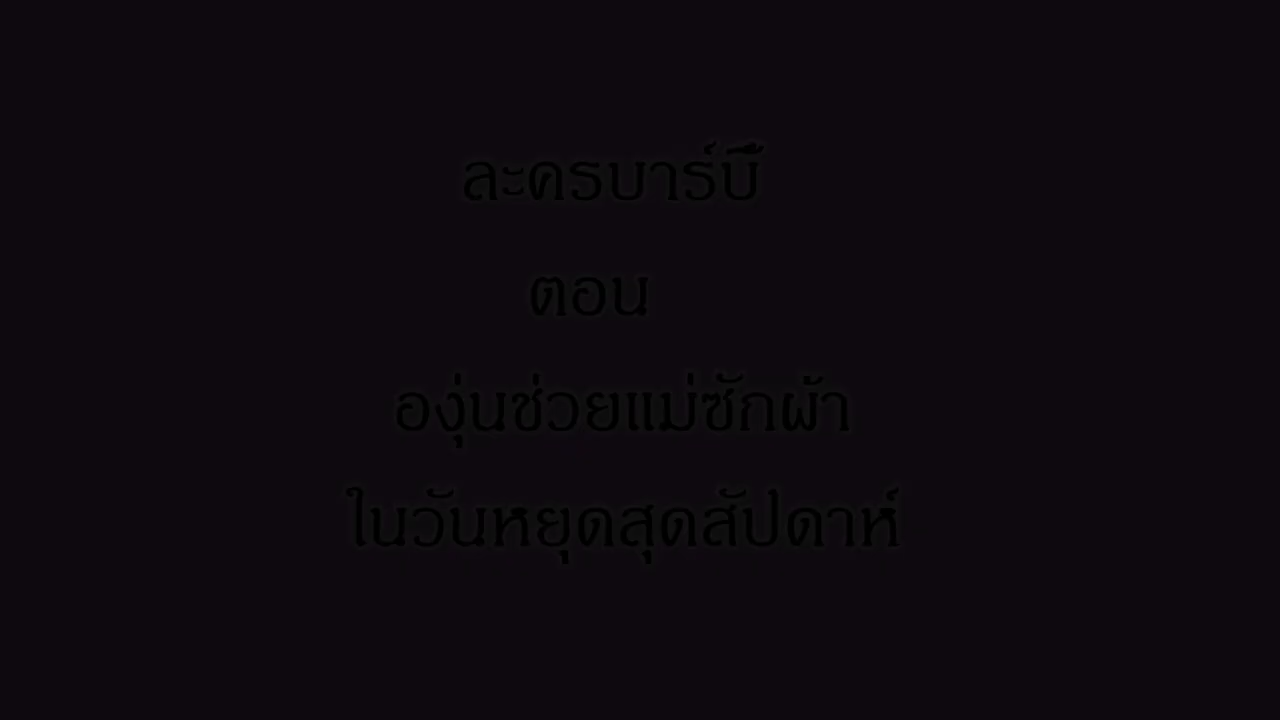 ละครบาร์บี้
ตอน
องุ่นช่วยแม่ซักผ้า
ในวันหยุดสุดสัปดาห์